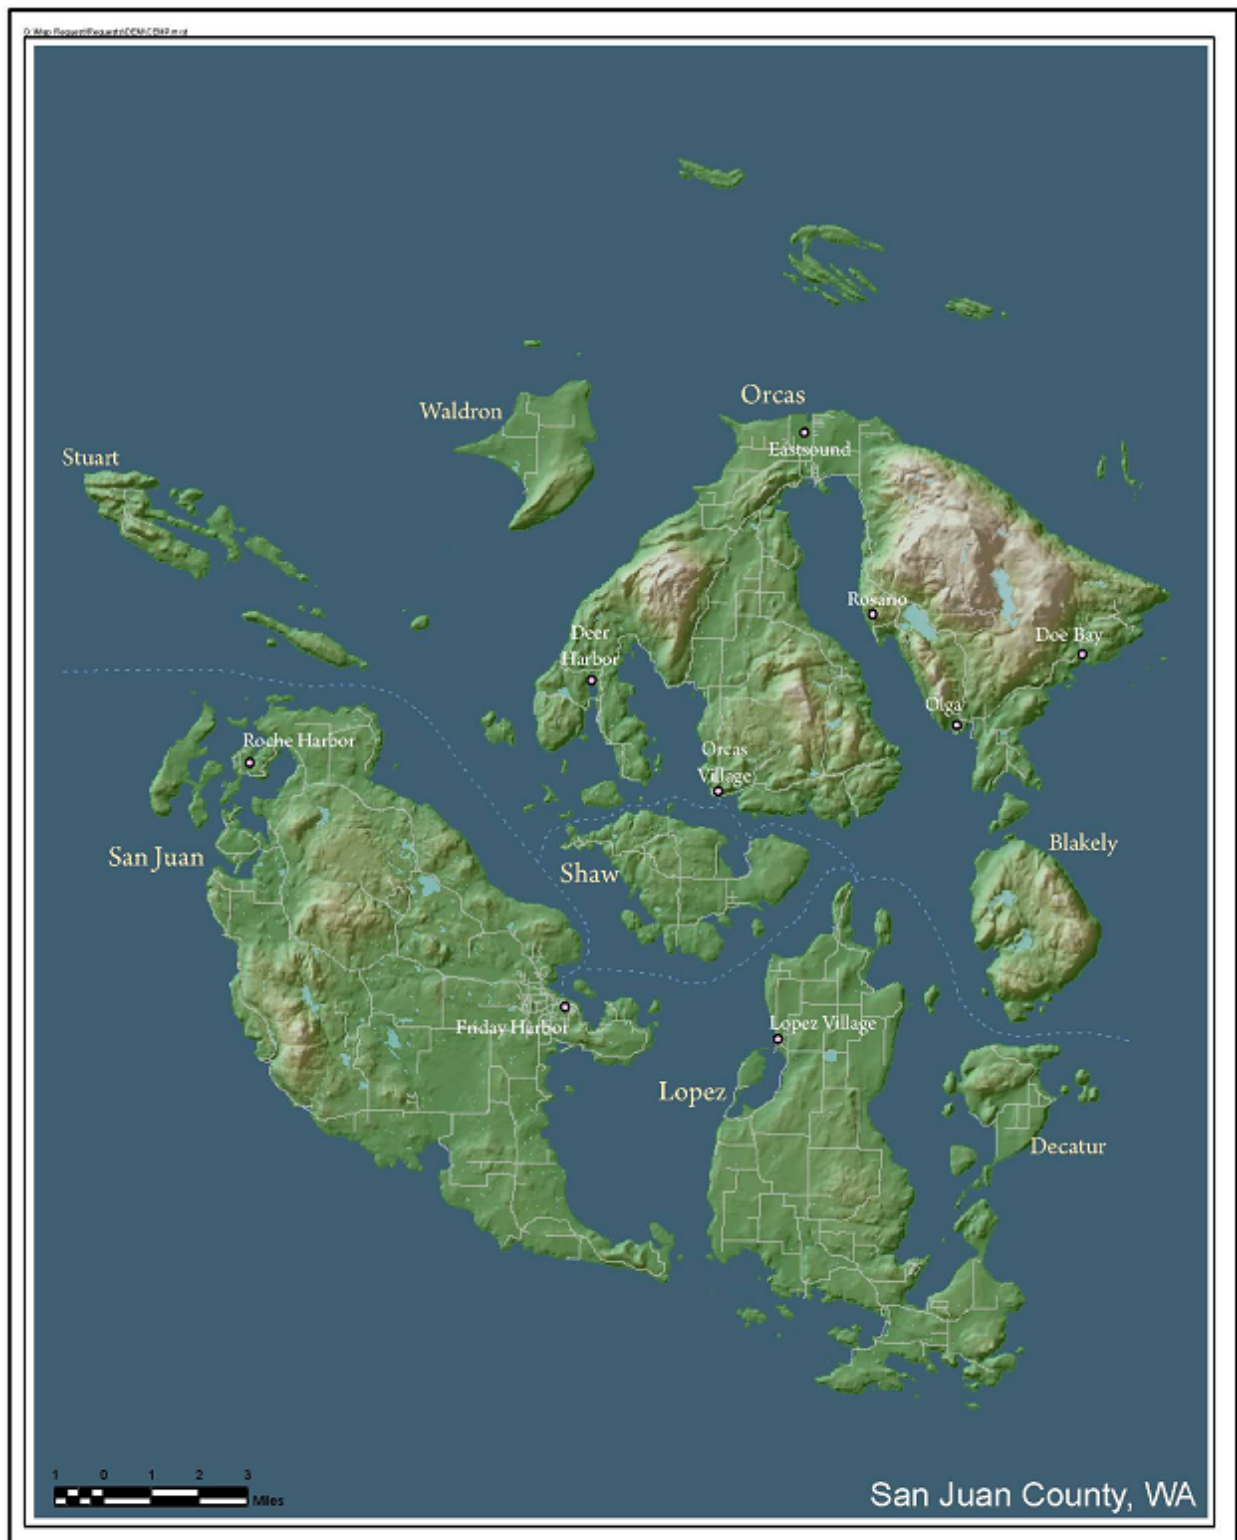 Orcas
Waldron
Eastsound
Stuart
Rosario
Deer
Harbor
Doe Bay
Olga
Roche Harbor
Orcas
Village
Blakely
San Juan
Shaw
Friday Harbor
Lopez Village
Lopez
Decatur
1 0 1 2 3
Miles
San Juan County, WA